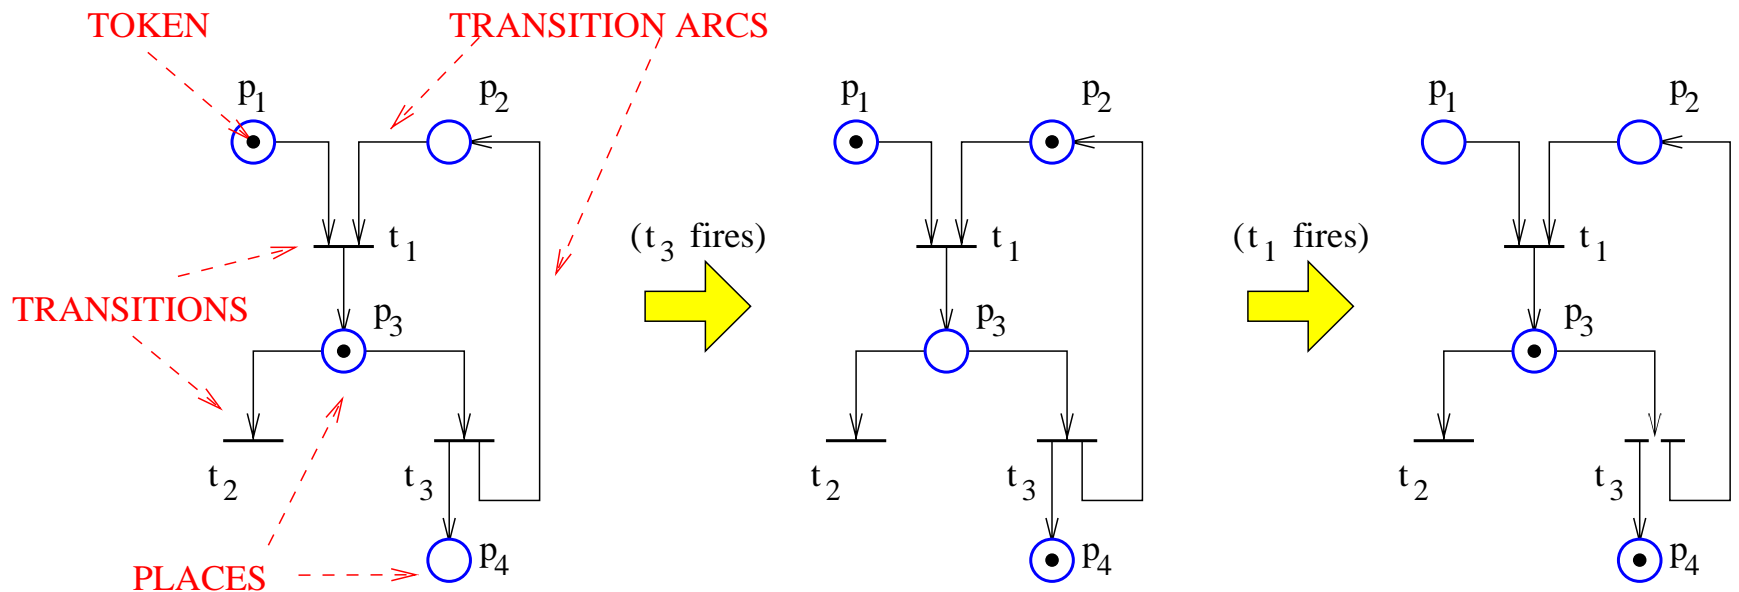 TOKEN
TRANSITION ARCS
p1
p2
t1
TRANSITIONS
p3
t2
t3
p4
PLACES
(t3 fires)
p1
p2
t1
p3
t2
t3
p4
(t1 fires)
p1
p2
t1
p3
t2
t3
p4